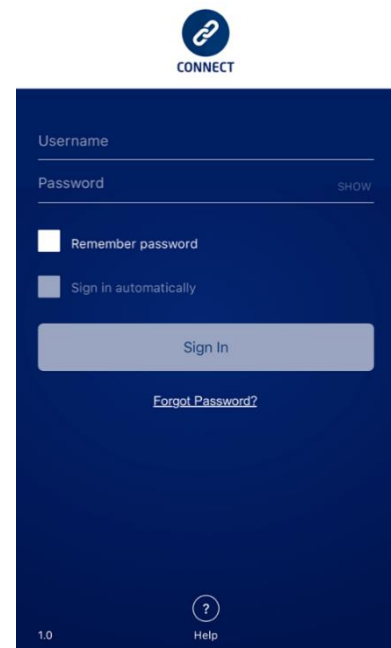 CONNECT
Username
Password SHOW
Remember password
Sign in automatically
Sign In
Forgot Password?
?
1.0 Help